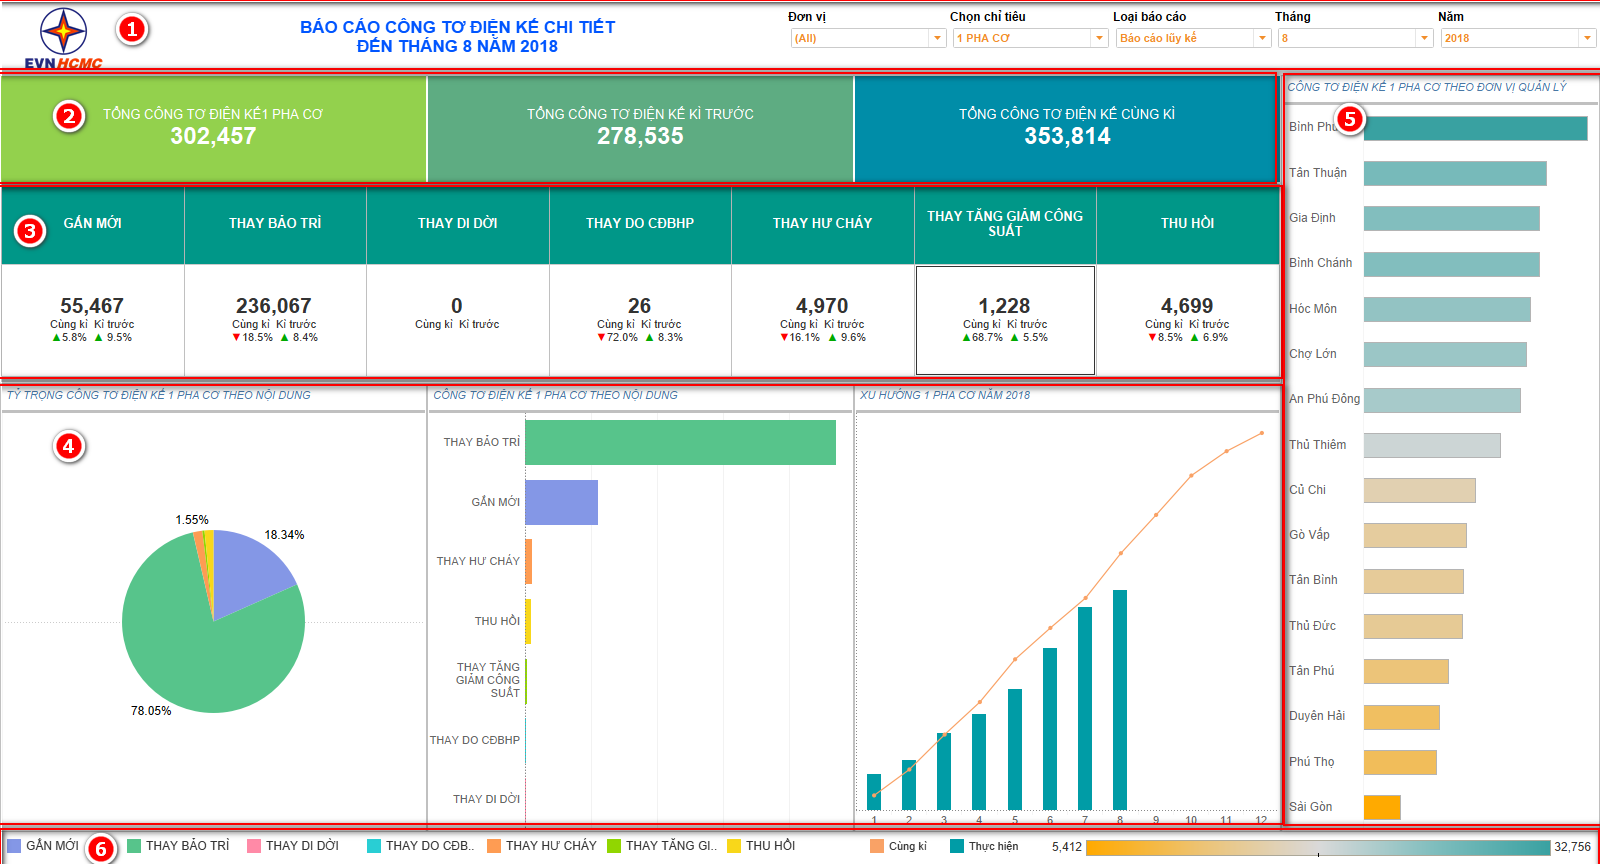 1
EVNHCMC
BÁO CÁO CÔNG TƠ ĐIỆN KẾ CHI TIẾT
ĐẾN THÁNG 8 NĂM 2018
Đơn vị
(All)
Chọn chỉ tiêu
1 PHA CƠ
Loại báo cáo
Báo cáo lũy kế
Tháng
8
Năm
2018
2
TỔNG CÔNG TƠ ĐIỆN KẾ1 PHA CƠ
302,457
TỔNG CÔNG TƠ ĐIỆN KẾ KÌ TRƯỚC
278,535
TỔNG CÔNG TƠ ĐIỆN KẾ CÙNG KÌ
353,814
3
GẮN MỚI
THAY BẢO TRÌ
THAY DI DỜI
THAY DO CĐBHP
THAY HƯ CHÁY
THAY TĂNG GIẢM CÔNG
SUẤT
THU HỒI
55,467
Cùng kì Kì trước
▲5.8% ▲ 9.5%
236,067
Cùng kì Kì trước
▼18.5% ▲ 8.4%
0
Cùng kì Kì trước
26
Cùng kì Kì trước
▼72.0% ▲ 8.3%
4,970
Cùng kì Kì trước
▼16.1% ▲ 9.6%
1,228
Cùng kì Kì trước
▲68.7% ▲ 5.5%
4,699
Cùng kì Kì trước
▼8.5% ▲ 6.9%
TỶ TRỌNG CÔNG TƠ ĐIỆN KẾ 1 PHA CƠ THEO NỘI DUNG
4
1.55%
18.34%
78.05%
CÔNG TƠ ĐIỆN KẾ 1 PHA CƠ THEO NỘI DUNG
THAY BẢO TRÌ
GẮN MỚI
THAY HƯ CHÁY
THU HỒI
THAY TĂNG
GIẢM CÔNG
SUẤT
THAY DO CĐBHP
THAY DI DỜI
XU HƯỚNG 1 PHA CƠ NĂM 2018
1 2 3 4 5 6 7 8 9 10 11 12
CÔNG TƠ ĐIỆN KẾ 1 PHA CƠ THEO ĐƠN VỊ QUẢN LÝ
5
Bình Phú
Tân Thuận
Gia Định
Bình Chánh
Hóc Môn
Chợ Lớn
An Phú Đông
Thủ Thiêm
Củ Chi
Gò Vấp
Tân Bình
Thủ Đức
Tân Phú
Duyên Hải
Phú Thọ
Sài Gòn
GẮN MỚI
6
THAY BẢO TRÌ
THAY DI DỜI
THAY DO CĐB..
THAY HƯ CHÁY
THAY TĂNG GI..
THU HỒI
Cùng kì
Thực hiện
5,412
32,756